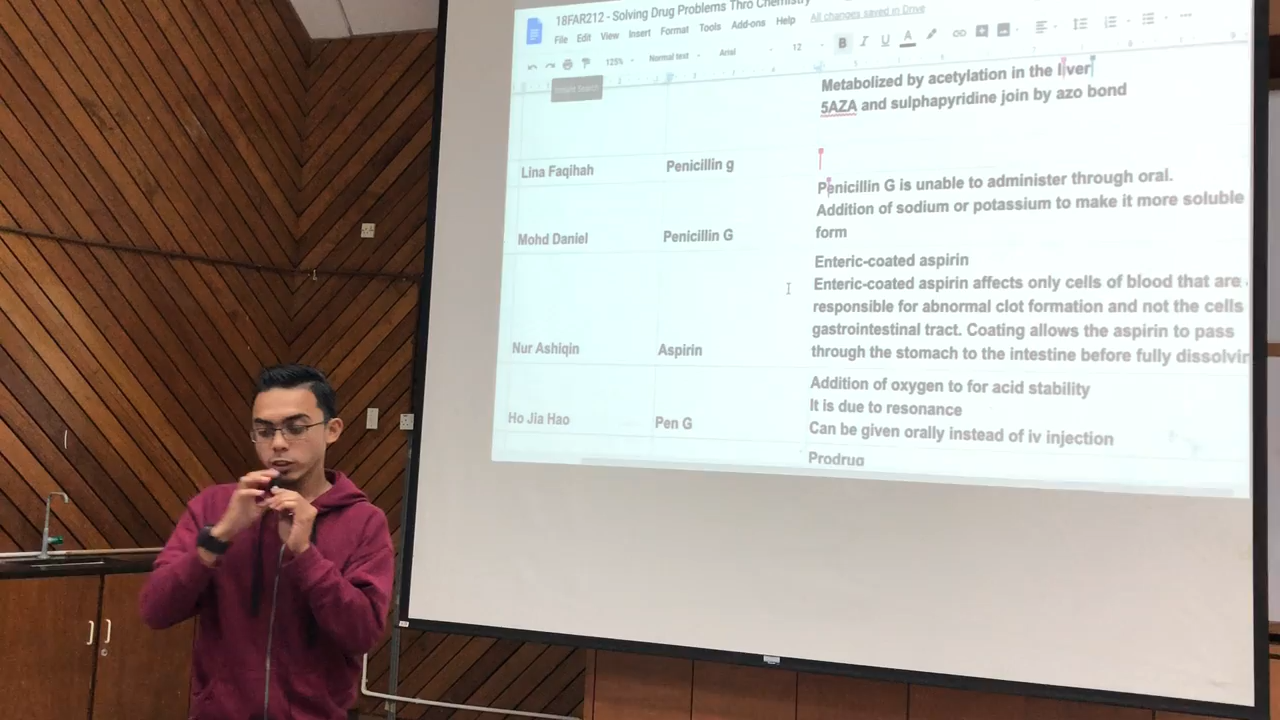 18FAR212 - Solving Drug Problems Thro Chemistry
File Edit View Insert Format Tools Add-ons Help All changes saved in Drive
125% Normal text Arial 12 B I U A
Metabolized by acetylation in the liver
5AZA and sulphapyridine join by azo bond
Lina Faqihah Penicillin g
Penicillin G is unable to administer through oral.
Addition of sodium or potassium to make it more soluble
form
Mohd Daniel Penicillin G
Enteric-coated aspirin
Enteric-coated aspirin affects only cells of blood that are
responsible for abnormal clot formation and not the cells
gastrointestinal tract. Coating allows the aspirin to pass
through the stomach to the intestine before fully dissolvin
Nur Ashiqin Aspirin
Addition of oxygen to for acid stability
It is due to resonance
Can be given orally instead of iv injection
Ho Jia Hao Pen G
Prodrug